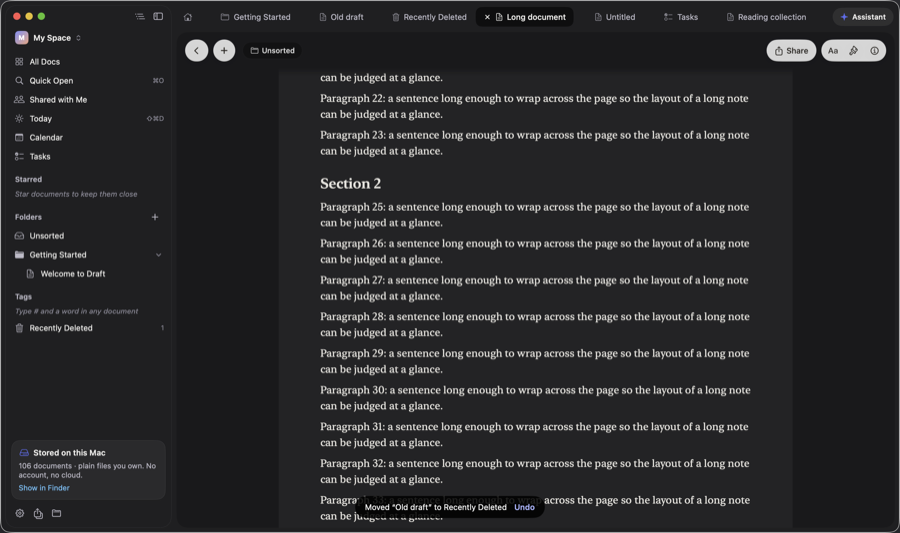 Getting Started
Old draft
Recently Deleted
Long document
Untitled
Tasks
Reading collection
Assistant
M My Space
All Docs
Quick Open ⌘O
Shared with Me
Today ⇧⌘D
Calendar
Tasks
Starred
Star documents to keep them close
Folders
Unsorted
Getting Started
Welcome to Draft
Tags
Type # and a word in any document
Recently Deleted 1
Stored on this Mac
106 documents · plain files you own. No
account, no cloud.
Show in Finder
Unsorted
Share
Aa
can be judged at a glance.
Paragraph 22: a sentence long enough to wrap across the page so the layout of a long note
can be judged at a glance.
Paragraph 23: a sentence long enough to wrap across the page so the layout of a long note
can be judged at a glance.
Section 2
Paragraph 25: a sentence long enough to wrap across the page so the layout of a long note
can be judged at a glance.
Paragraph 26: a sentence long enough to wrap across the page so the layout of a long note
can be judged at a glance.
Paragraph 27: a sentence long enough to wrap across the page so the layout of a long note
can be judged at a glance.
Paragraph 28: a sentence long enough to wrap across the page so the layout of a long note
can be judged at a glance.
Paragraph 29: a sentence long enough to wrap across the page so the layout of a long note
can be judged at a glance.
Paragraph 30: a sentence long enough to wrap across the page so the layout of a long note
can be judged at a glance.
Paragraph 31: a sentence long enough to wrap across the page so the layout of a long note
can be judged at a glance.
Paragraph 32: a sentence long enough to wrap across the page so the layout of a long note
can be judged at a glance.
Paragraph 33: a sentence long enough to wrap across the page so the layout of a long note
can be judged at a glance.
Moved “Old draft” to Recently Deleted Undo